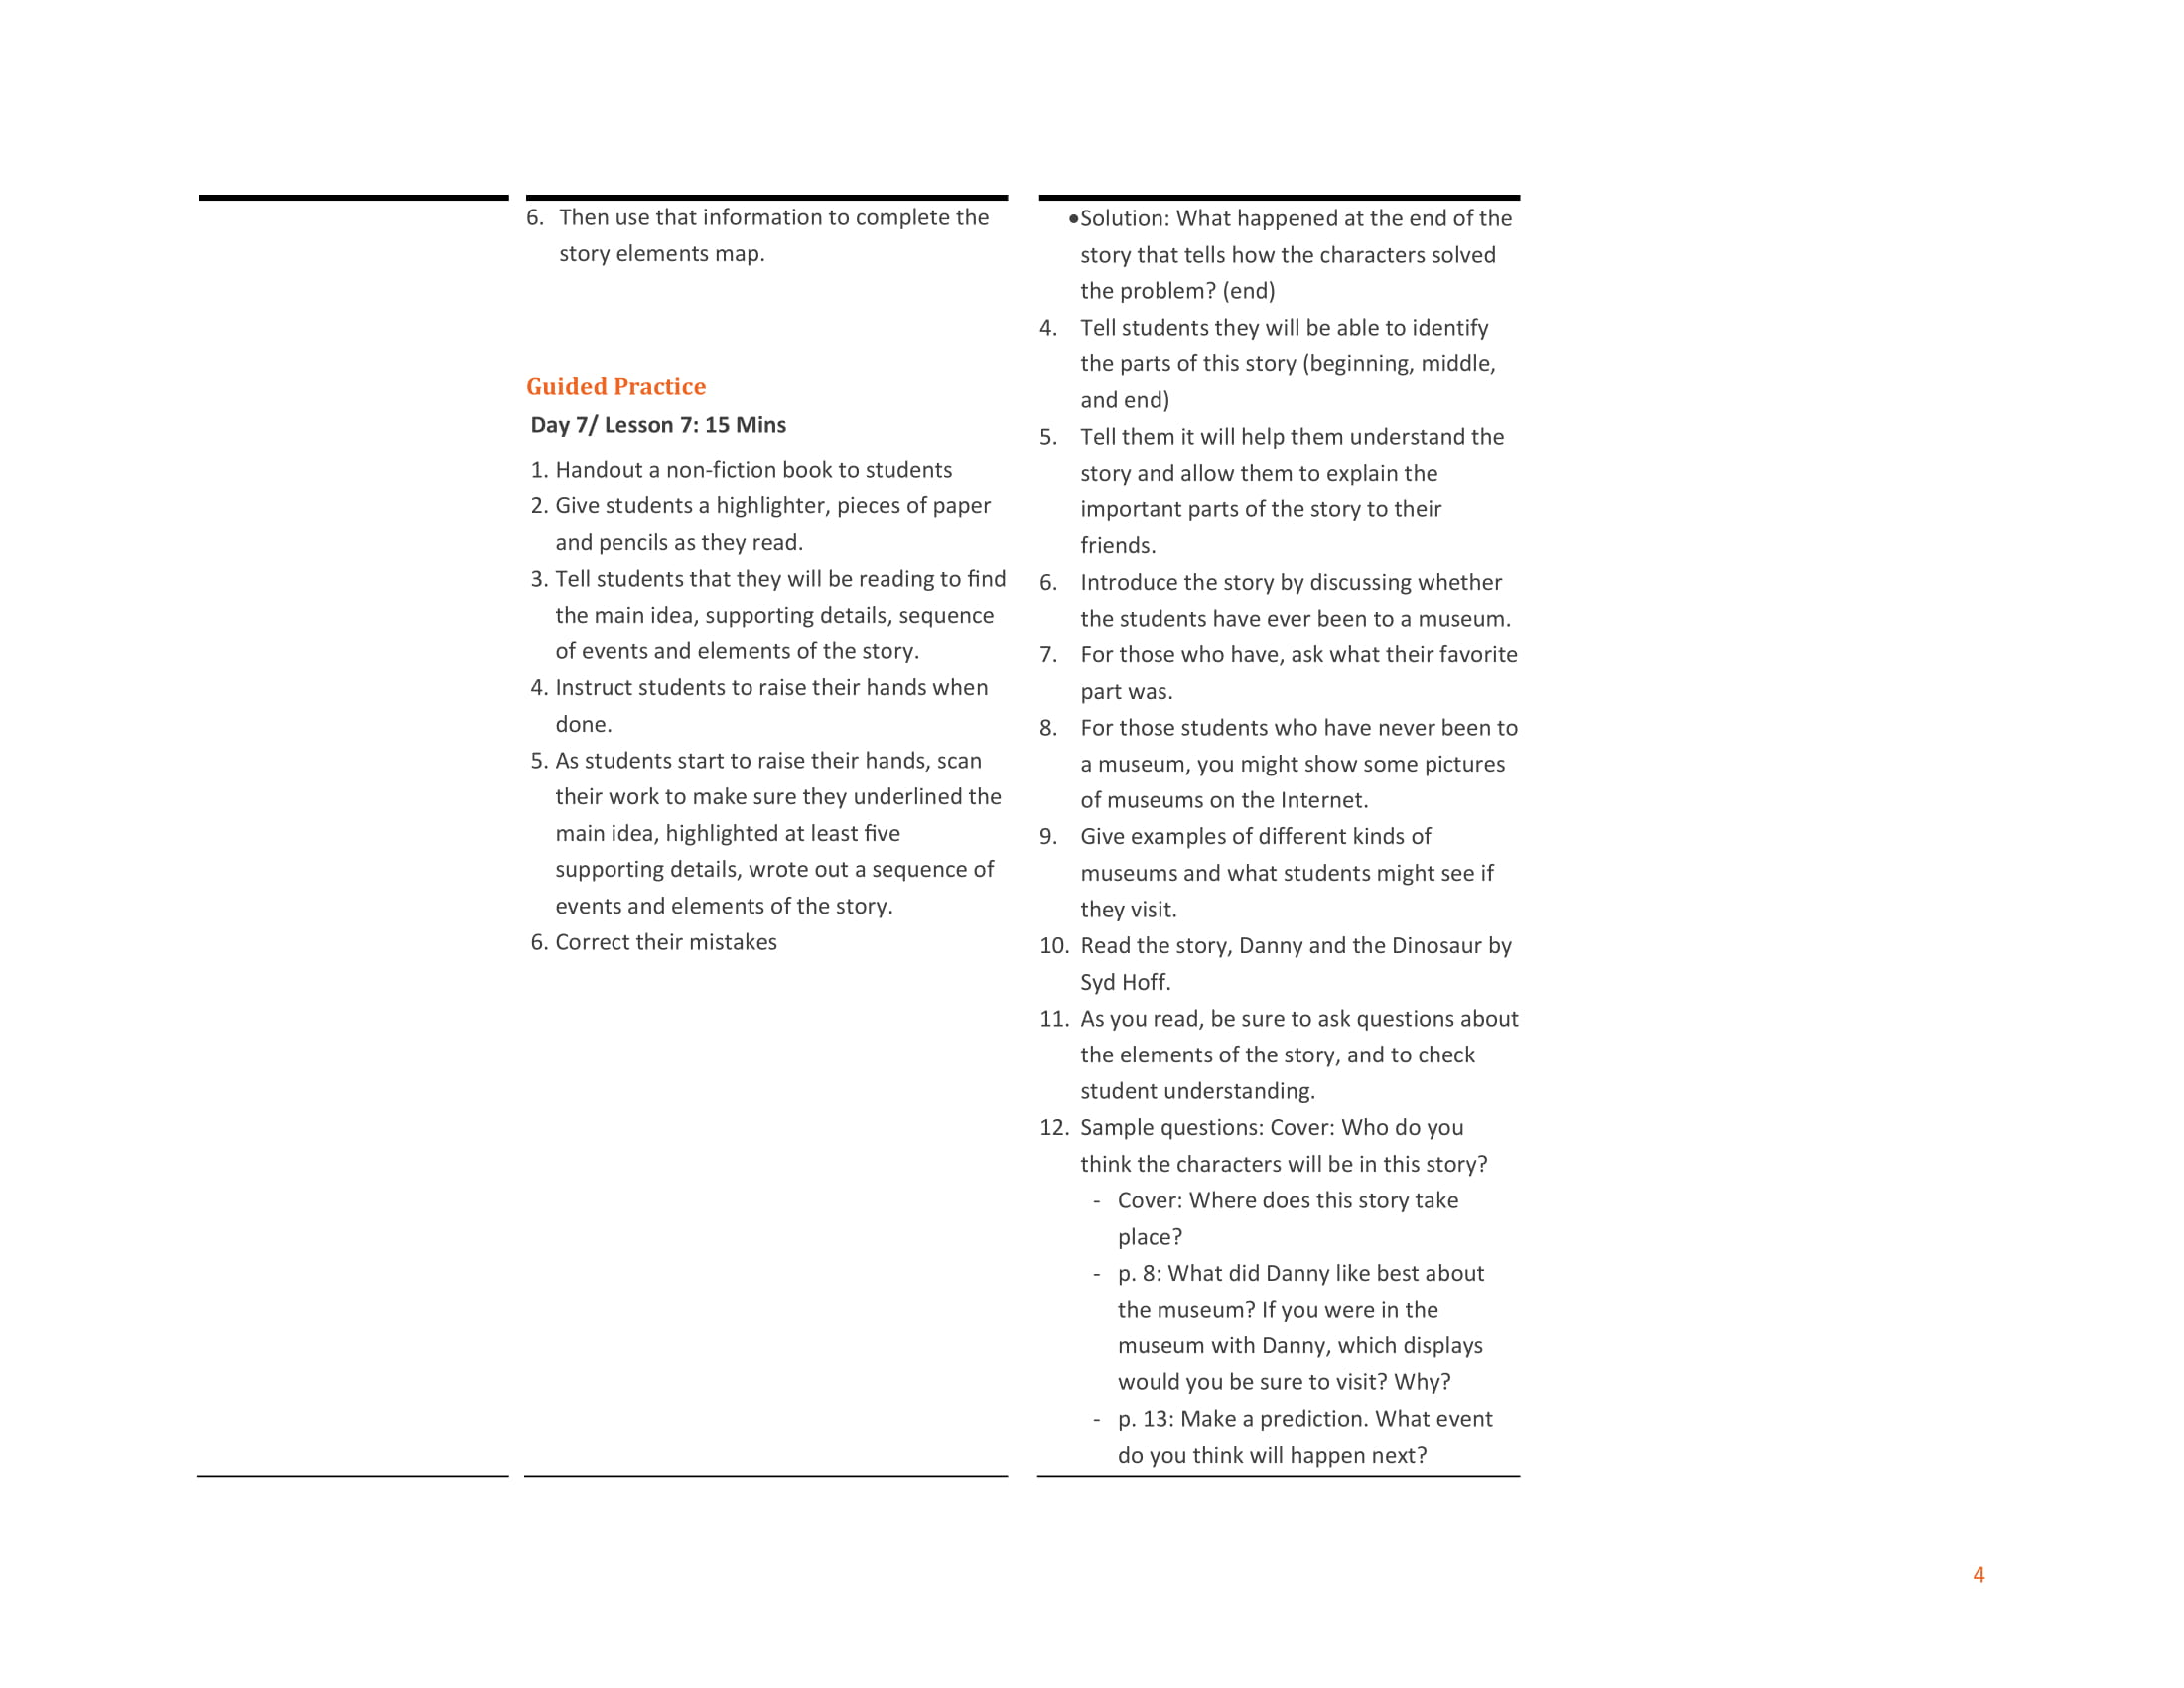 6. Then use that information to complete the
story elements map.
Guided Practice
Day 7/ Lesson 7: 15 Mins
1. Handout a non-fiction book to students
2. Give students a highlighter, pieces of paper
and pencils as they read.
3. Tell students that they will be reading to find
the main idea, supporting details, sequence
of events and elements of the story.
4. Instruct students to raise their hands when
done.
5. As students start to raise their hands, scan
their work to make sure they underlined the
main idea, highlighted at least five
supporting details, wrote out a sequence of
events and elements of the story.
6. Correct their mistakes
•Solution: What happened at the end of the
story that tells how the characters solved
the problem? (end)
4. Tell students they will be able to identify
the parts of this story (beginning, middle,
and end)
5. Tell them it will help them understand the
story and allow them to explain the
important parts of the story to their
friends.
6. Introduce the story by discussing whether
the students have ever been to a museum.
7. For those who have, ask what their favorite
part was.
8. For those students who have never been to
a museum, you might show some pictures
of museums on the Internet.
9. Give examples of different kinds of
museums and what students might see if
they visit.
10. Read the story, Danny and the Dinosaur by
Syd Hoff.
11. As you read, be sure to ask questions about
the elements of the story, and to check
student understanding.
12. Sample questions: Cover: Who do you
think the characters will be in this story?
- Cover: Where does this story take
place?
- p. 8: What did Danny like best about
the museum? If you were in the
museum with Danny, which displays
would you be sure to visit? Why?
- p. 13: Make a prediction. What event
do you think will happen next?
4